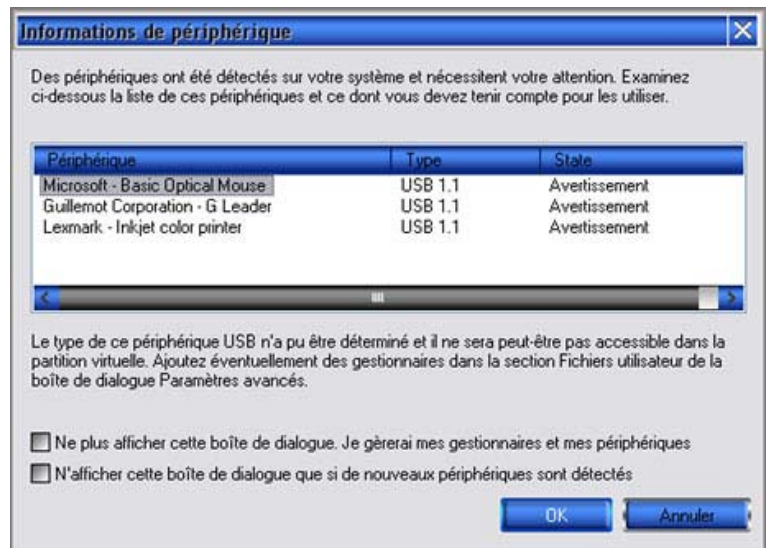 Informations de périphérique
Des périphériques ont été détectés sur votre système et nécessitent votre attention. Examinez
ci-dessous la liste de ces périphériques et ce dont vous devez tenir compte pour les utiliser.
Périphérique Type State
Microsoft - Basic Optical Mouse USB 1.1 Avertissement
Guillemot Corporation - G Leader USB 1.1 Avertissement
Lexmark - Inkjet color printer USB 1.1 Avertissement
Le type de ce périphérique USB n'a pu être déterminé et il ne sera peut-être pas accessible dans la
partition virtuelle. Ajoutez éventuellement des gestionnaires dans la section Fichiers utilisateur de la
boîte de dialogue Paramètres avancés.
Ne plus afficher cette boîte de dialogue. Je gèrerai mes gestionnaires et mes périphériques
N'afficher cette boîte de dialogue que si de nouveaux périphériques sont détectés
OK Annuler